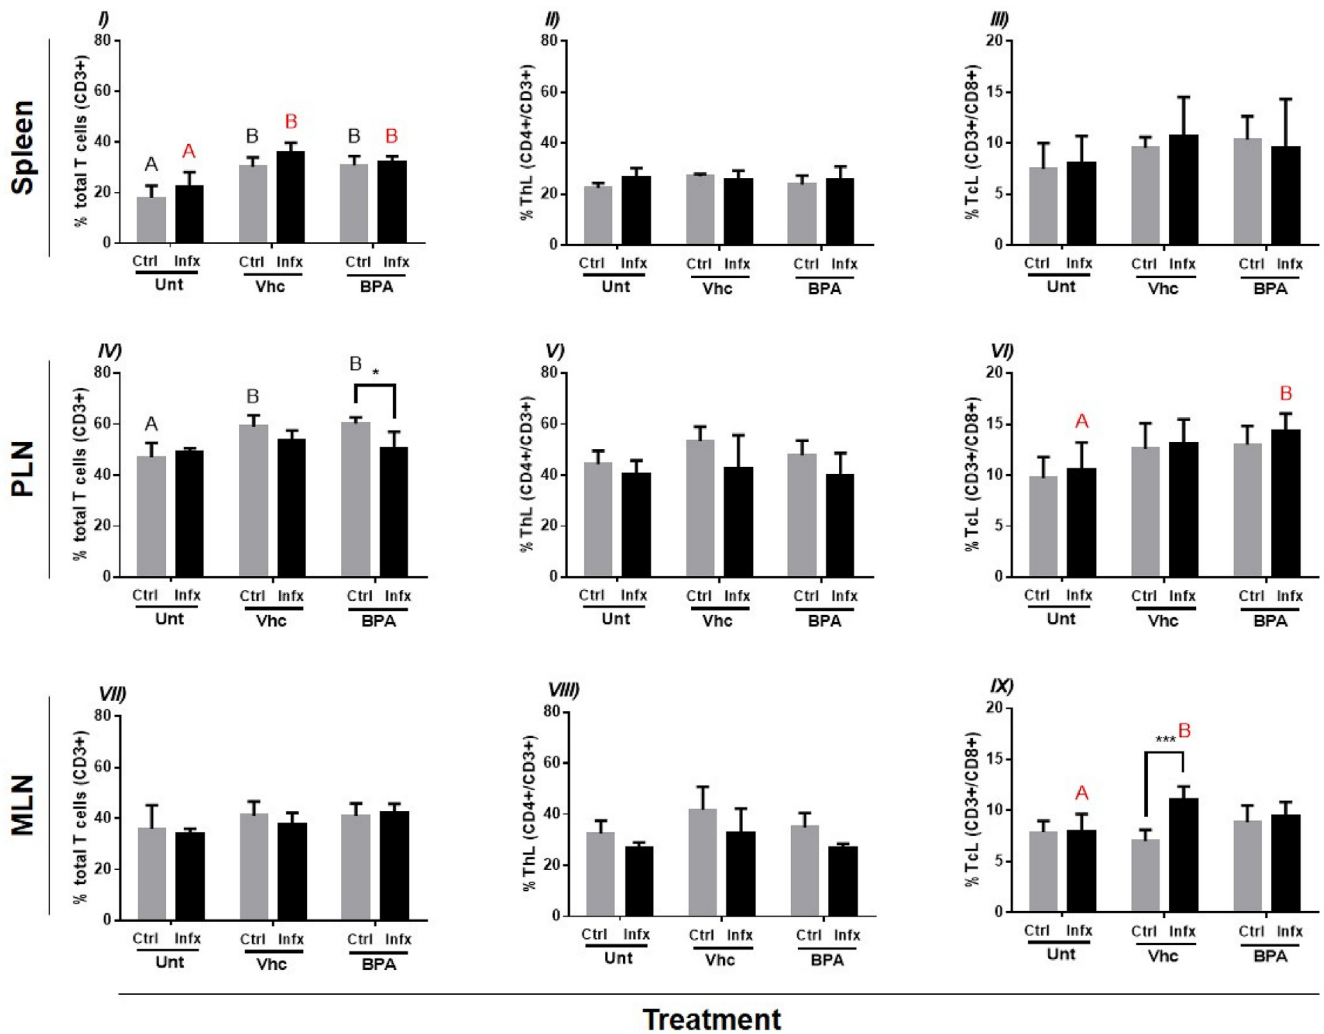 Spleen
I)
% total T cells (CD3+)
80
60
40
20
0
A
A
B
B
B
B
Ctrl Infx Ctrl Infx Ctrl Infx
Unt Vhc BPA
II)
% ThL (CD4+/CD3+)
80
60
40
20
0
Ctrl Infx Ctrl Infx Ctrl Infx
Unt Vhc BPA
III)
% TcL (CD3+/CD8+)
20
15
10
5
0
Ctrl Infx Ctrl Infx Ctrl Infx
Unt Vhc BPA
PLN
IV)
% total T cells (CD3+)
80
60
40
20
0
A
B
B
*
Ctrl Infx Ctrl Infx Ctrl Infx
Unt Vhc BPA
V)
% ThL (CD4+/CD3+)
80
60
40
20
0
Ctrl Infx Ctrl Infx Ctrl Infx
Unt Vhc BPA
VI)
% TcL (CD3+/CD8+)
20
15
10
5
0
A
B
Ctrl Infx Ctrl Infx Ctrl Infx
Unt Vhc BPA
MLN
VII)
% total T cells (CD3+)
80
60
40
20
0
Ctrl Infx Ctrl Infx Ctrl Infx
Unt Vhc BPA
VIII)
% ThL (CD4+/CD3+)
80
60
40
20
0
Ctrl Infx Ctrl Infx Ctrl Infx
Unt Vhc BPA
IX)
% TcL (CD3+/CD8+)
20
15
10
5
0
A
*** B
Ctrl Infx Ctrl Infx Ctrl Infx
Unt Vhc BPA
Treatment